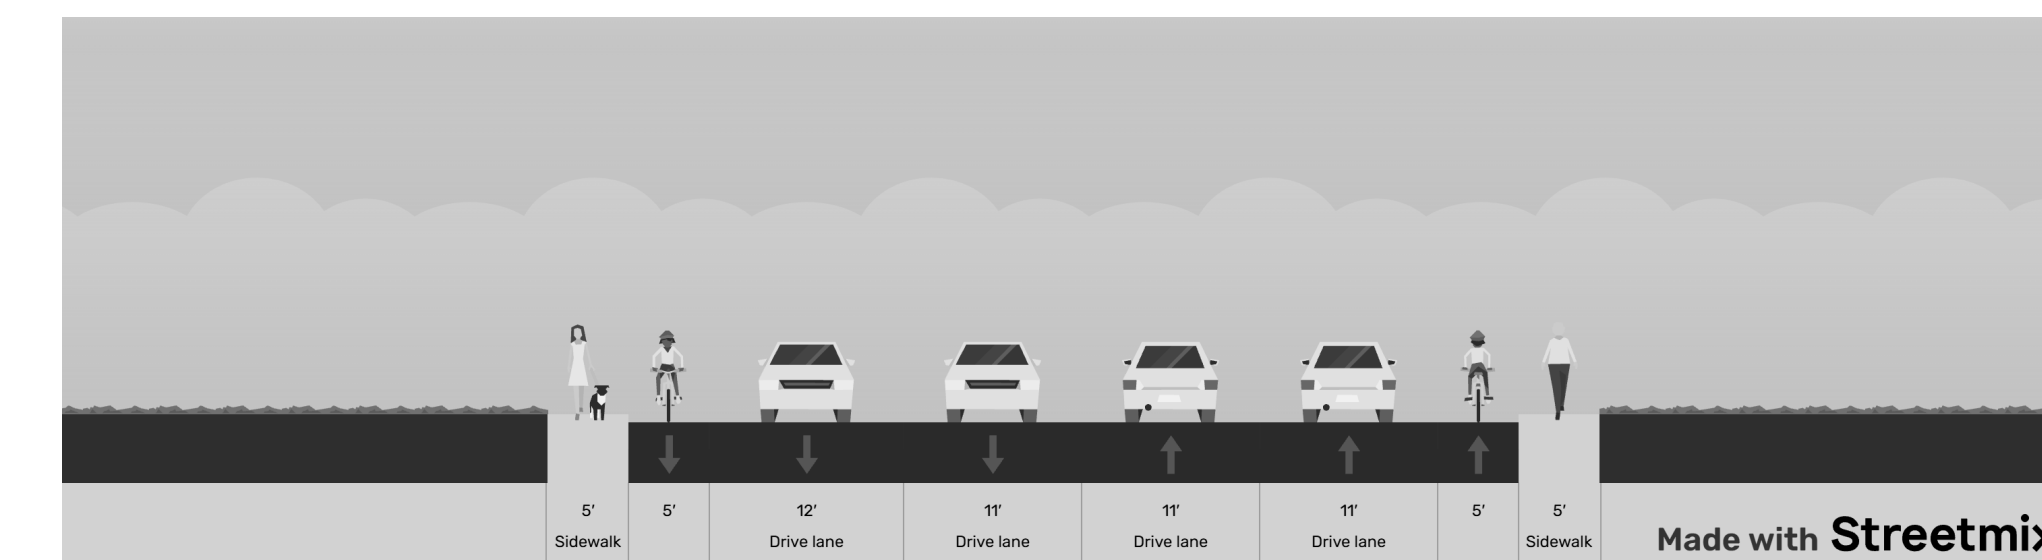 5′ 5′ 12′ 11′ 11′ 11′ 5′ 5′
Sidewalk Drive lane Drive lane Drive lane Drive lane Sidewalk
Made with Streetmix